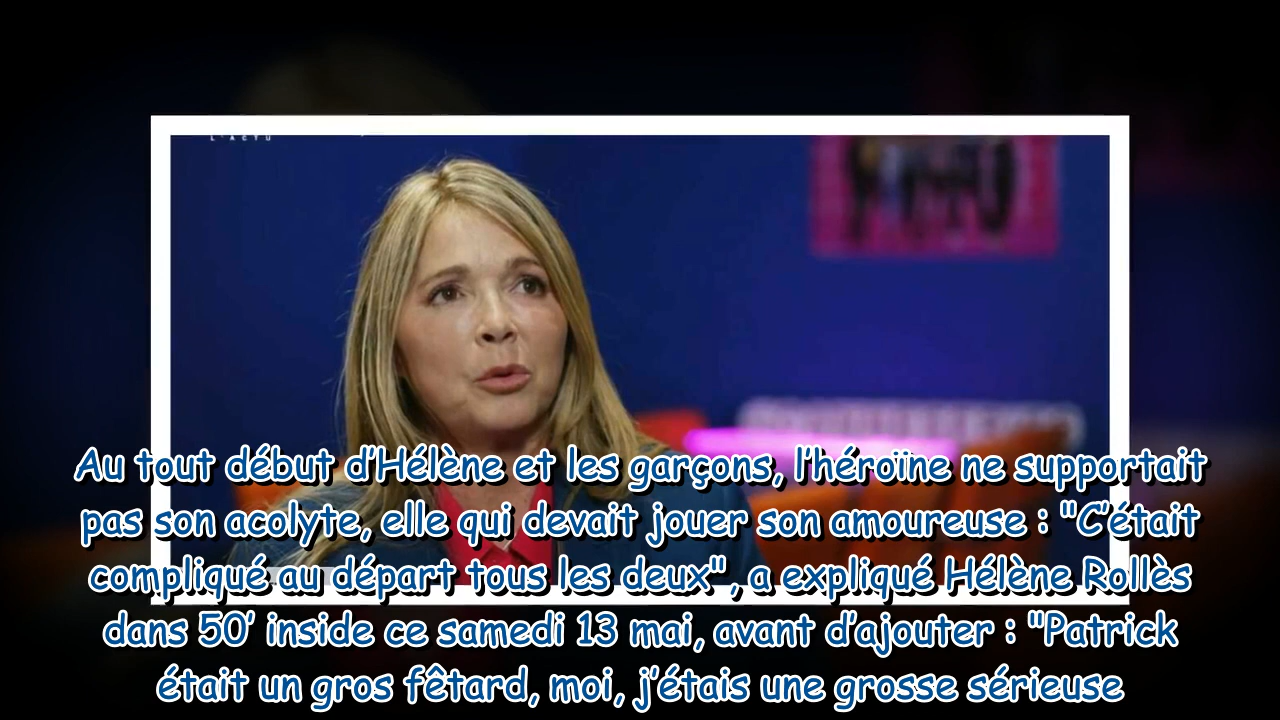 L'ACTU
Au tout début d'Hélène et les garçons, l'héroïne ne supportait
pas son acolyte, elle qui devait jouer son amoureuse : "C'était
compliqué au départ tous les deux", a expliqué Hélène Rollès
dans 50' inside ce samedi 13 mai, avant d'ajouter : "Patrick
était un gros fêtard, moi, j'étais une grosse sérieuse